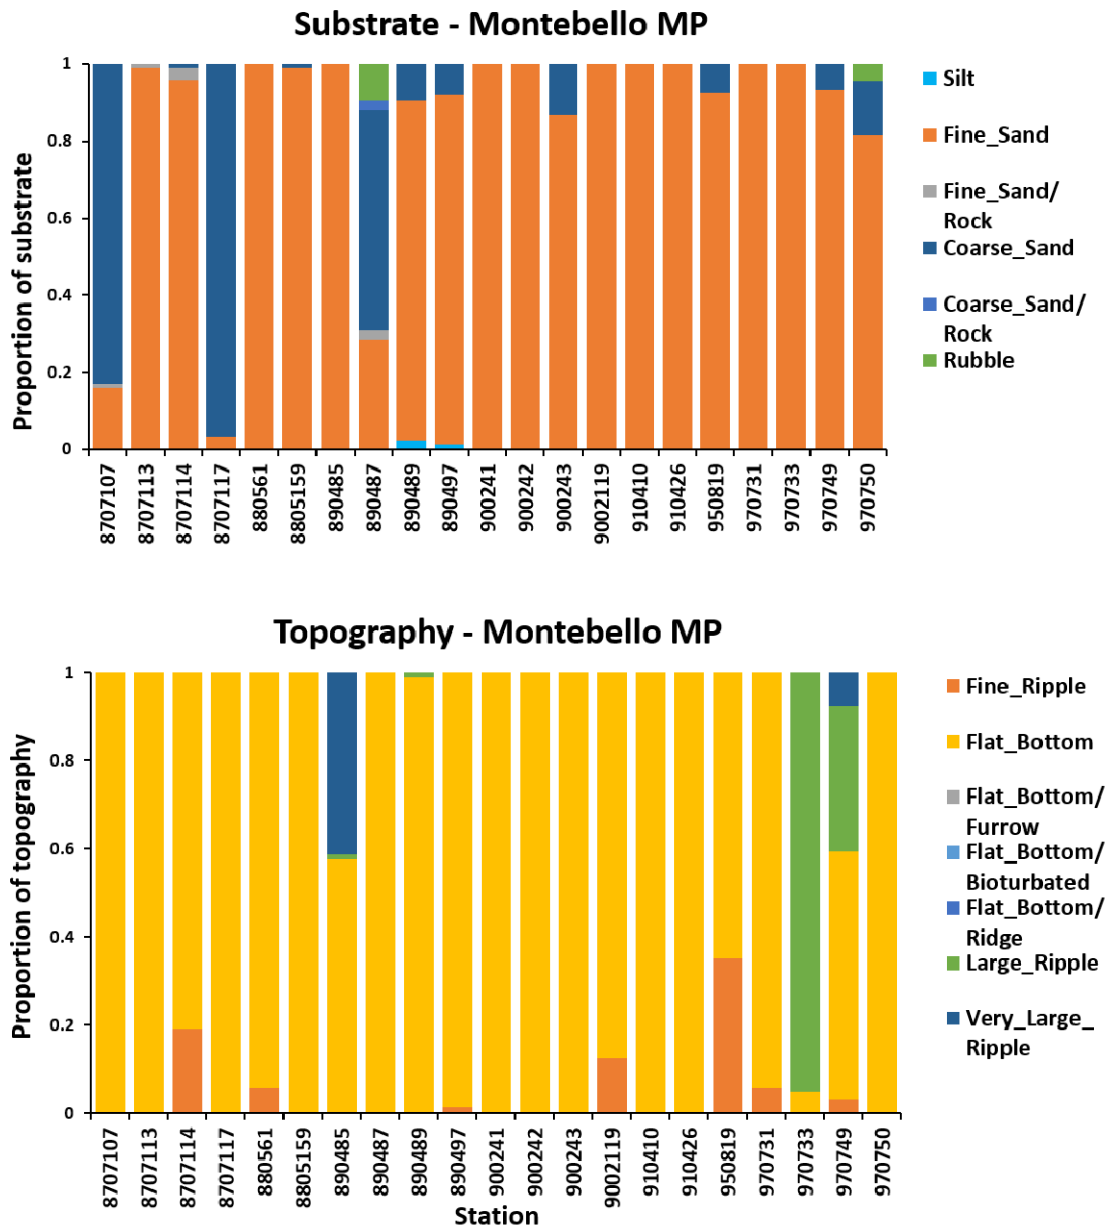 Substrate - Montebello MP
Proportion of substrate
1
0.8
0.6
0.4
0.2
0
8707107
8707113
8707114
8707117
880561
8805159
890485
890487
890489
890497
900241
900242
900243
9002119
910410
910426
950819
970731
970733
970749
970750
Silt
Fine_Sand
Fine_Sand/
Rock
Coarse_Sand
Coarse_Sand/
Rock
Rubble
Topography - Montebello MP
Proportion of topography
1
0.8
0.6
0.4
0.2
0
8707107
8707113
8707114
8707117
880561
8805159
890485
890487
890489
890497
900241
900242
900243
9002119
910410
910426
950819
970731
970733
970749
970750
Station
Fine_Ripple
Flat_Bottom
Flat_Bottom/
Furrow
Flat_Bottom/
Bioturbated
Flat_Bottom/
Ridge
Large_Ripple
Very_Large_
Ripple